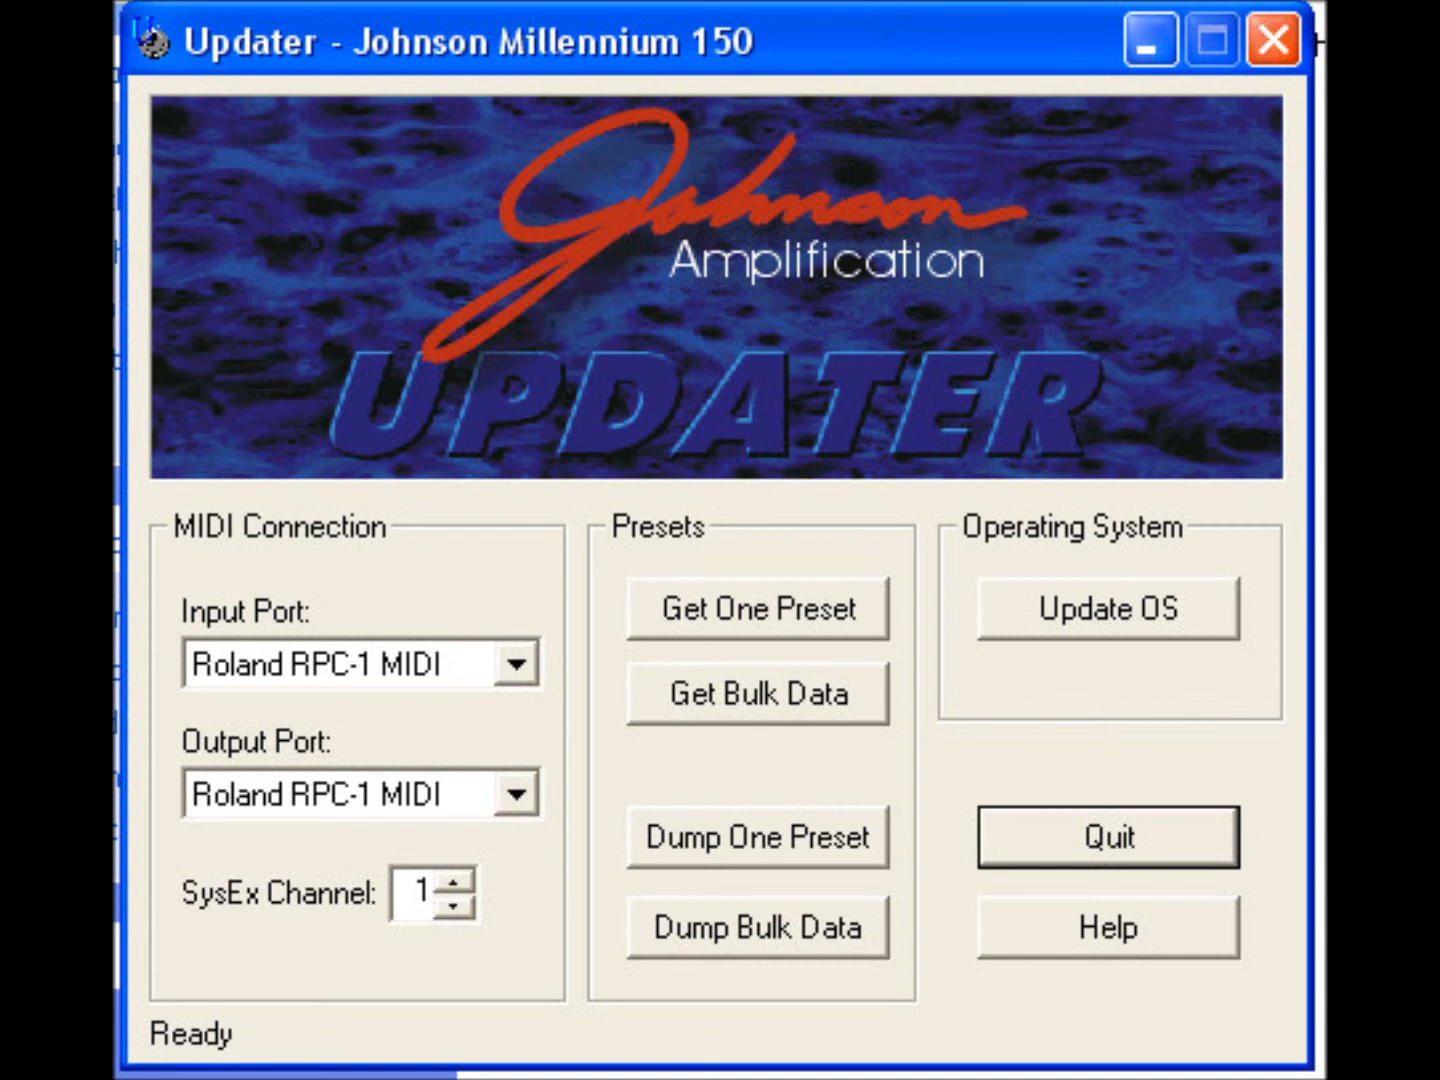 Updater - Johnson Millennium 150
Johnson
Amplification
UPDATER
MIDI Connection
Input Port:
Roland RPC-1 MIDI
Output Port:
Roland RPC-1 MIDI
SysEx Channel: 1
Presets
Get One Preset
Get Bulk Data
Dump One Preset
Dump Bulk Data
Operating System
Update OS
Quit
Help
Ready